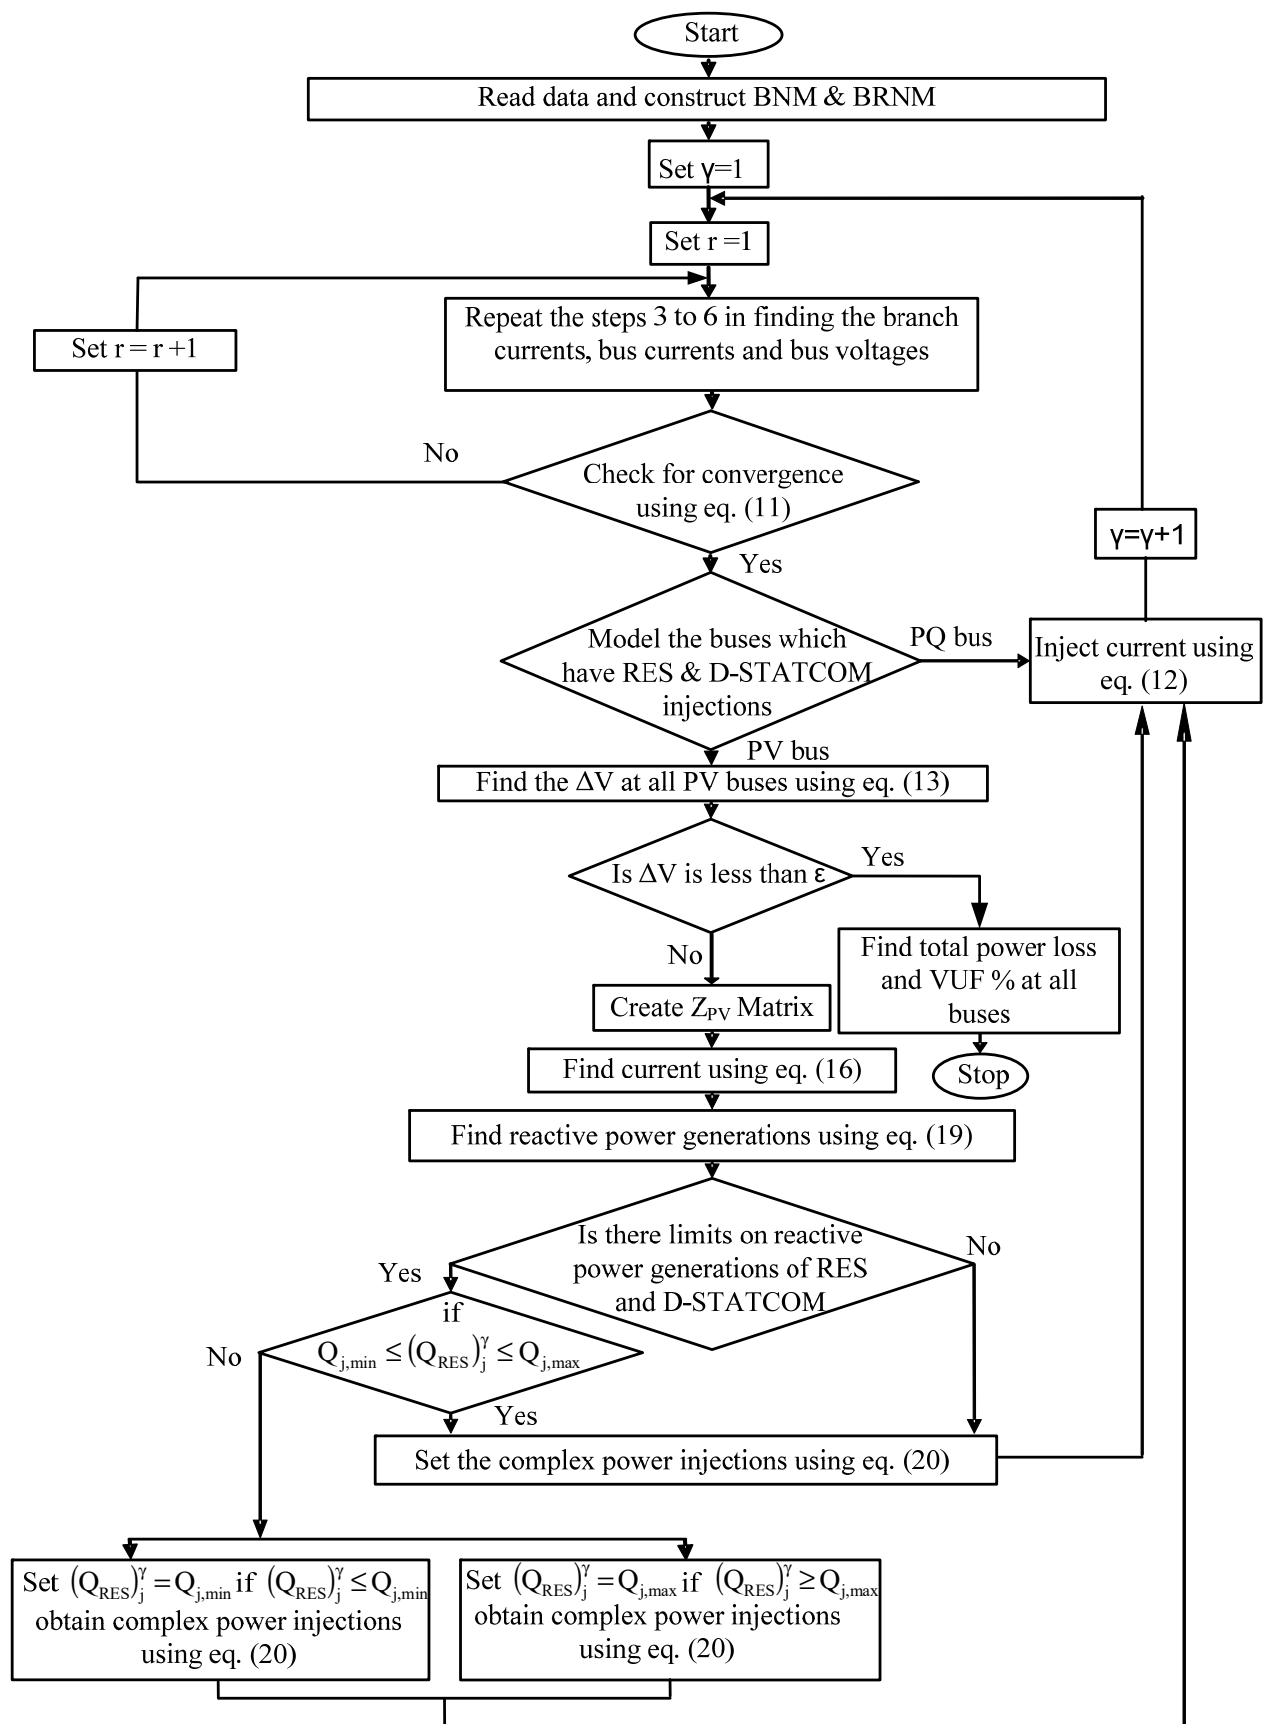 Start
Read data and construct BNM & BRNM
Set γ=1
Set r =1
Repeat the steps 3 to 6 in finding the branch
currents, bus currents and bus voltages
Set r = r +1
No
Check for convergence
using eq. (11)
γ=γ+1
Yes
Model the buses which
have RES & D-STATCOM
injections
PQ bus
Inject current using
eq. (12)
PV bus
Find the ΔV at all PV buses using eq. (13)
Is ΔV is less than ε
Yes
No
Find total power loss
and VUF % at all
buses
Create Z_PV Matrix
Find current using eq. (16)
Stop
Find reactive power generations using eq. (19)
Is there limits on reactive
power generations of RES
and D-STATCOM
No
Yes
if
Q_j,min ≤ (Q_RES)_j^γ ≤ Q_j,max
No
Yes
Set the complex power injections using eq. (20)
Set (Q_RES)_j^γ = Q_j,min if (Q_RES)_j^γ ≤ Q_j,min
obtain complex power injections
using eq. (20)
Set (Q_RES)_j^γ = Q_j,max if (Q_RES)_j^γ ≥ Q_j,max
obtain complex power injections
using eq. (20)